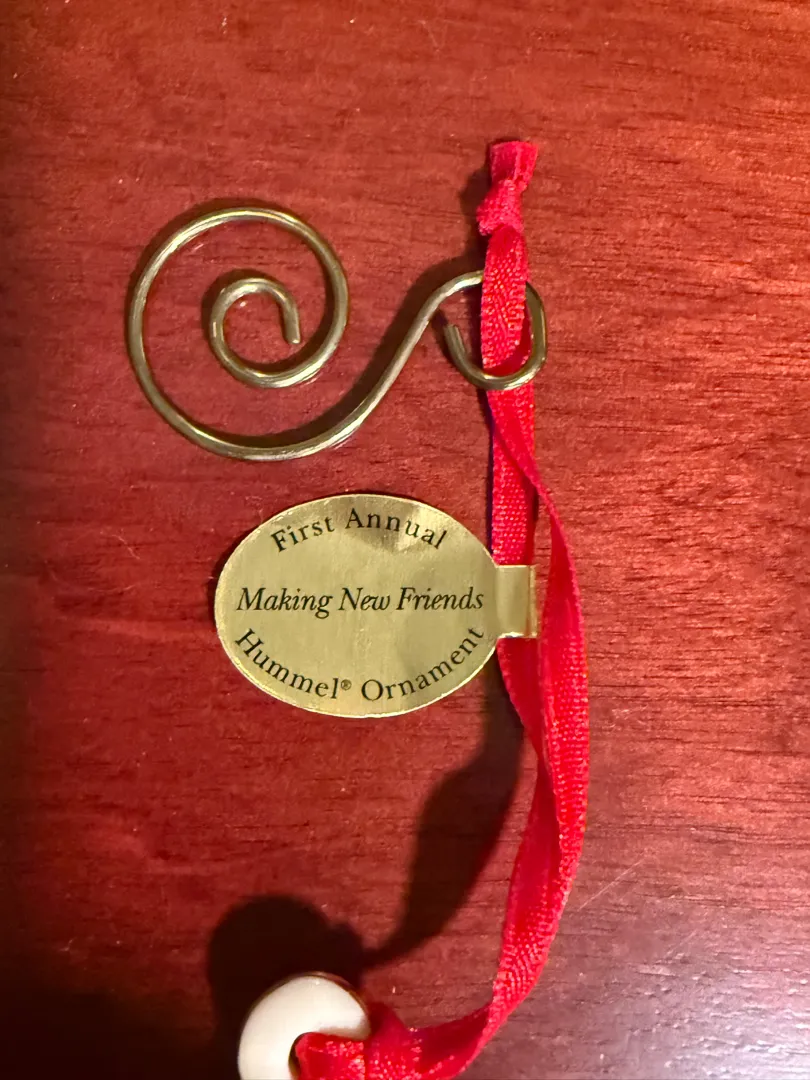 First Annual
Making New Friends
Hummel® Ornament